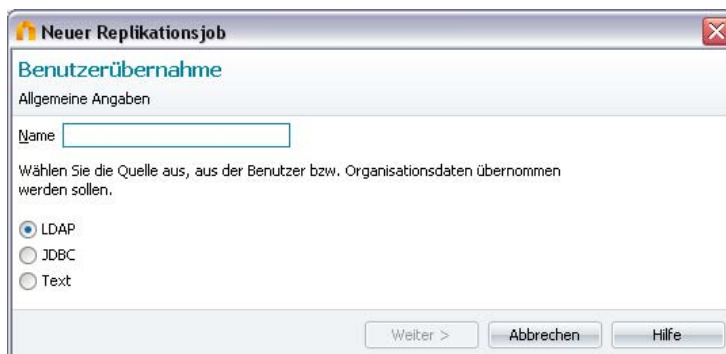 Neuer Replikationsjob
Benutzerübernahme
Allgemeine Angaben
Name
Wählen Sie die Quelle aus, aus der Benutzer bzw. Organisationsdaten übernommen
werden sollen.
LDAP
JDBC
Text
Weiter > Abbrechen Hilfe